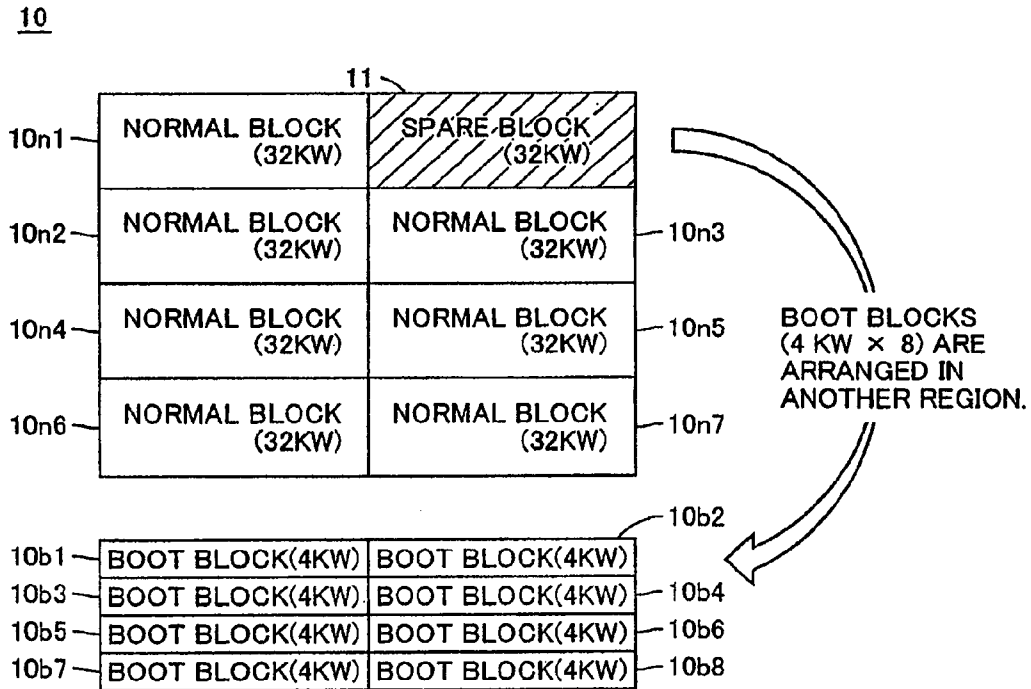 10
11
10n1
NORMAL BLOCK
(32KW)
SPARE BLOCK
(32KW)
10n2
NORMAL BLOCK
(32KW)
NORMAL BLOCK
(32KW)
10n3
10n4
NORMAL BLOCK
(32KW)
NORMAL BLOCK
(32KW)
10n5
10n6
NORMAL BLOCK
(32KW)
NORMAL BLOCK
(32KW)
10n7
BOOT BLOCKS
(4 KW × 8) ARE
ARRANGED IN
ANOTHER REGION.
10b2
10b1
BOOT BLOCK(4KW)
BOOT BLOCK(4KW)
10b3
BOOT BLOCK(4KW)
BOOT BLOCK(4KW)
10b4
10b5
BOOT BLOCK(4KW)
BOOT BLOCK(4KW)
10b6
10b7
BOOT BLOCK(4KW)
BOOT BLOCK(4KW)
10b8